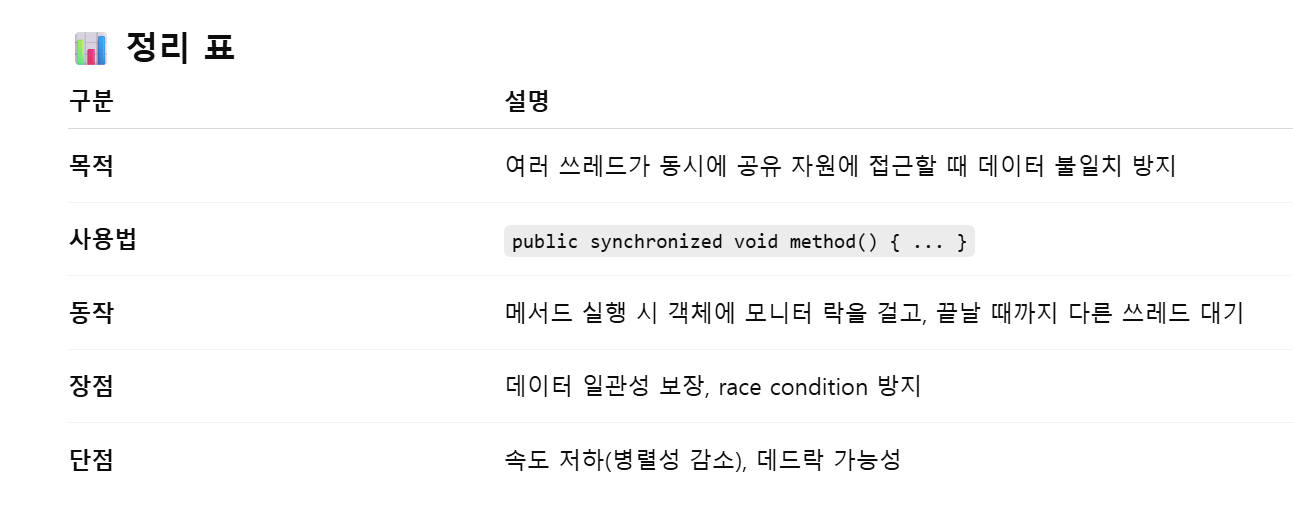 📊 정리 표
구분 설명
목적 여러 쓰레드가 동시에 공유 자원에 접근할 때 데이터 불일치 방지
사용법 public synchronized void method() { ... }
동작 메서드 실행 시 객체에 모니터 락을 걸고, 끝날 때까지 다른 쓰레드 대기
장점 데이터 일관성 보장, race condition 방지
단점 속도 저하(병렬성 감소), 데드락 가능성